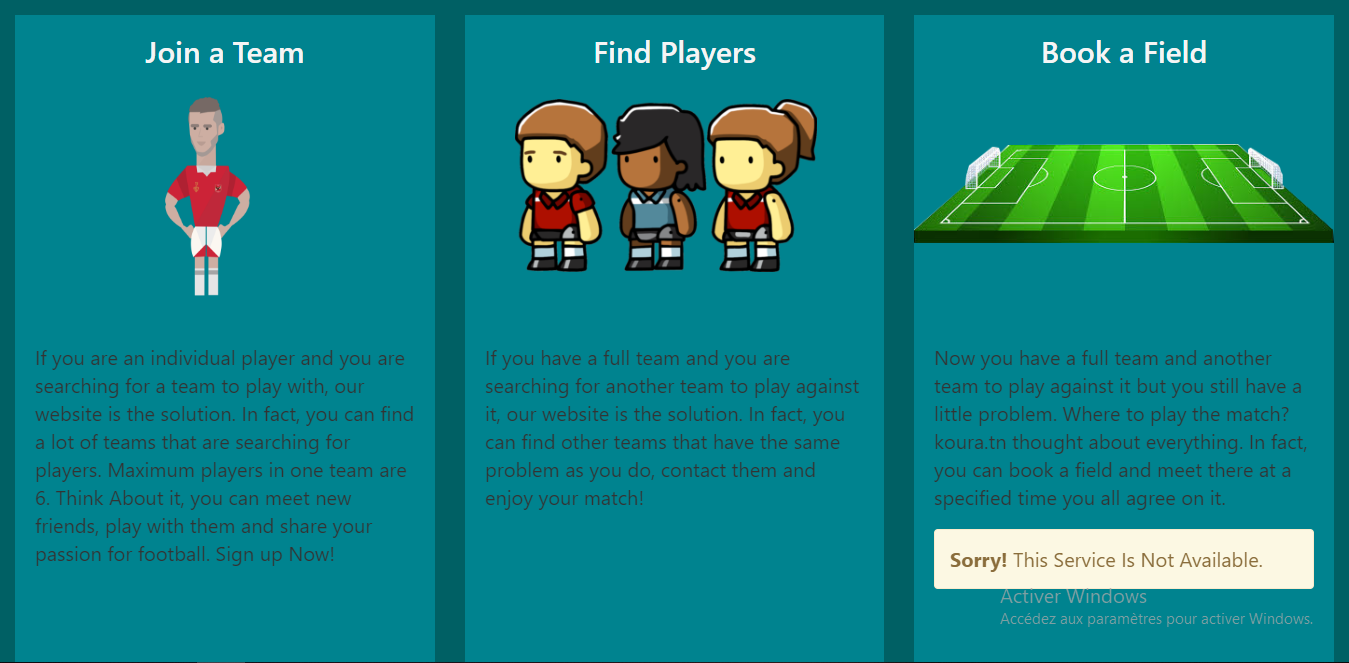 Join a Team
If you are an individual player and you are
searching for a team to play with, our
website is the solution. In fact, you can find
a lot of teams that are searching for
players. Maximum players in one team are
6. Think About it, you can meet new
friends, play with them and share your
passion for football. Sign up Now!
Find Players
If you have a full team and you are
searching for another team to play against
it, our website is the solution. In fact, you
can find other teams that have the same
problem as you do, contact them and
enjoy your match!
Book a Field
Now you have a full team and another
team to play against it but you still have a
little problem. Where to play the match?
koura.tn thought about everything. In fact,
you can book a field and meet there at a
specified time you all agree on it.
Sorry! This Service Is Not Available.
Activer Windows
Accédez aux paramètres pour activer Windows.